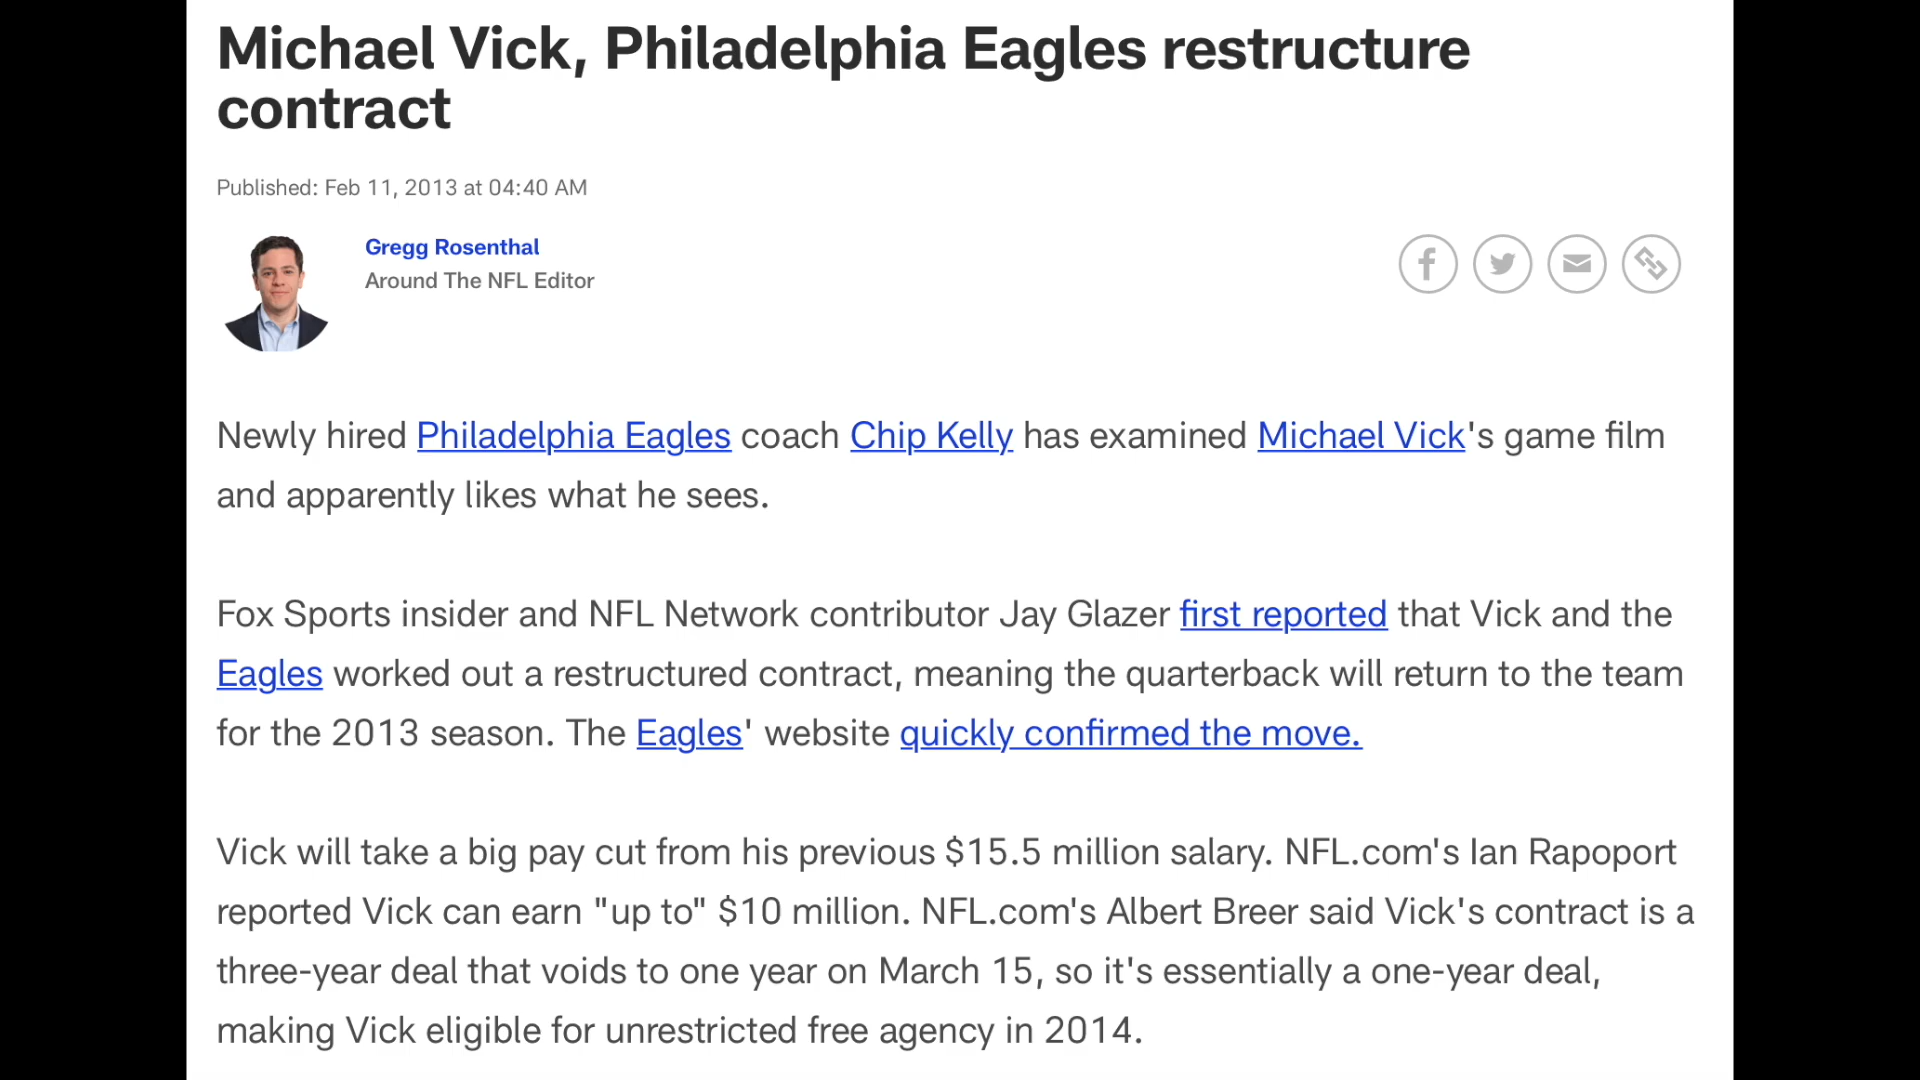 Michael Vick, Philadelphia Eagles restructure
contract
Published: Feb 11, 2013 at 04:40 AM
Gregg Rosenthal
Around The NFL Editor
Newly hired Philadelphia Eagles coach Chip Kelly has examined Michael Vick's game film
and apparently likes what he sees.
Fox Sports insider and NFL Network contributor Jay Glazer first reported that Vick and the
Eagles worked out a restructured contract, meaning the quarterback will return to the team
for the 2013 season. The Eagles' website quickly confirmed the move.
Vick will take a big pay cut from his previous $15.5 million salary. NFL.com's Ian Rapoport
reported Vick can earn "up to" $10 million. NFL.com's Albert Breer said Vick's contract is a
three-year deal that voids to one year on March 15, so it's essentially a one-year deal,
making Vick eligible for unrestricted free agency in 2014.